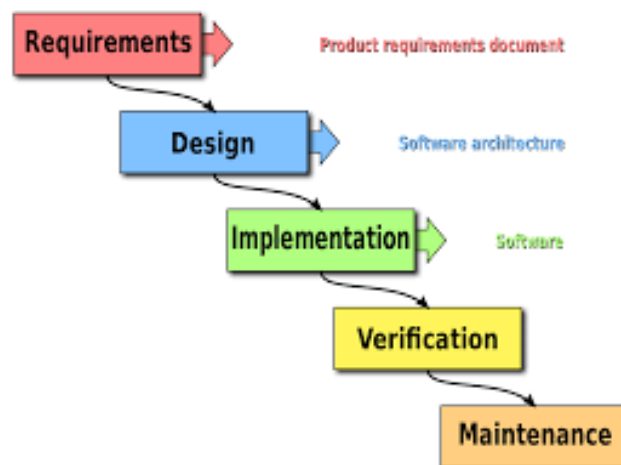 Requirements
Product requirements document
Design
Software architecture
Implementation
Software
Verification
Maintenance